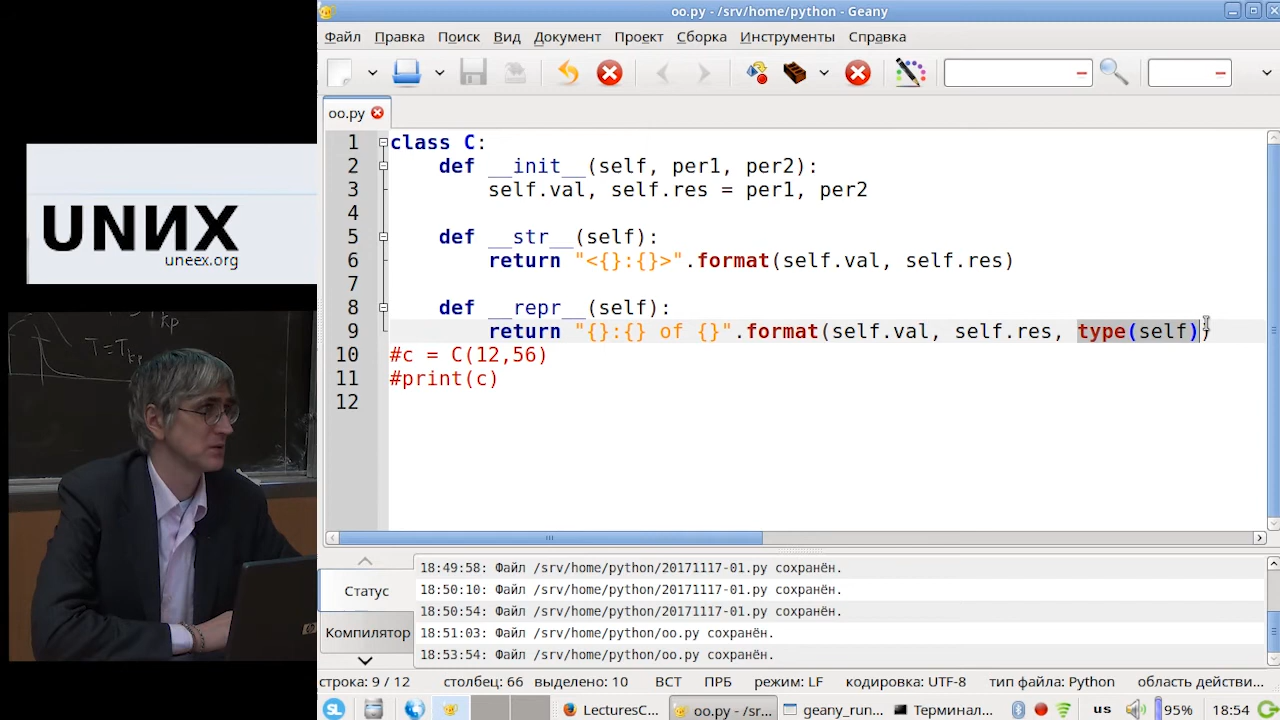 oo.py - /srv/home/python - Geany
Файл Правка Поиск Вид Документ Проект Сборка Инструменты Справка
oo.py
1 class C:
2 def __init__(self, per1, per2):
3 self.val, self.res = per1, per2
4
5 def __str__(self):
6 return "<{}:{}>".format(self.val, self.res)
7
8 def __repr__(self):
9 return "{}:{} of {}".format(self.val, self.res, type(self))
10 #c = C(12,56)
11 #print(c)
12
UNИX
uneex.org
T=Tкр
кр
Статус
Компилятор
18:49:58: Файл /srv/home/python/20171117-01.py сохранён.
18:50:10: Файл /srv/home/python/20171117-01.py сохранён.
18:50:54: Файл /srv/home/python/20171117-01.py сохранён.
18:51:03: Файл /srv/home/python/oo.py сохранён.
18:53:54: Файл /srv/home/python/oo.py сохранён.
строка: 9 / 12 столбец: 66 выделено: 10 ВСТ ПРБ режим: LF кодировка: UTF-8 тип файла: Python область действи...
SL LecturesC... oo.py - /sr... geany_run... Терминал... us 95% 18:54